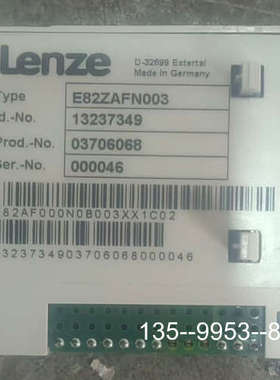 Lenze
D-32699 Extertal
Made in Germany
Type E82ZAFN003
d.-No. 13237349
Prod.-No. 03706068
Ser.-No. 000046
82AF000N0B003XX1C02
3237349037060680000046
135--9953--8